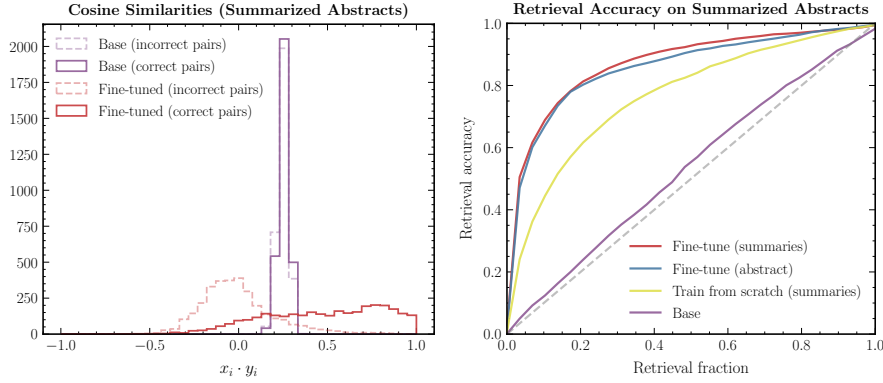 Cosine Similarities (Summarized Abstracts)
2000
1750
1500
1250
1000
750
500
250
0
Base (incorrect pairs)
Base (correct pairs)
Fine-tuned (incorrect pairs)
Fine-tuned (correct pairs)
−1.0 −0.5 0.0 0.5 1.0
x_i · y_i
Retrieval Accuracy on Summarized Abstracts
1.0
0.8
0.6
0.4
0.2
0.0
Retrieval accuracy
Fine-tune (summaries)
Fine-tune (abstract)
Train from scratch (summaries)
Base
0.0 0.2 0.4 0.6 0.8 1.0
Retrieval fraction